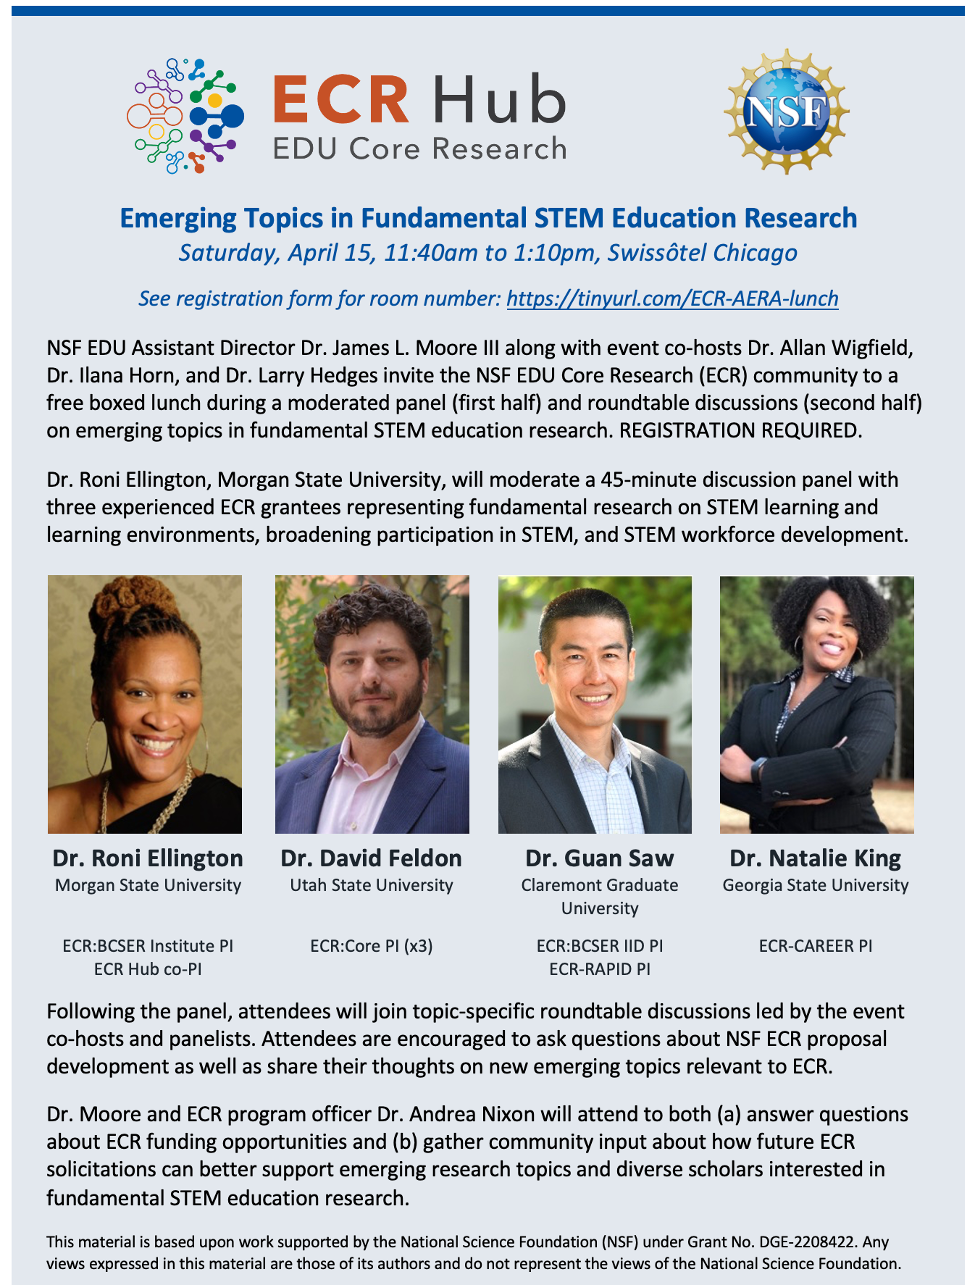 ECR Hub
EDU Core Research
NSF
Emerging Topics in Fundamental STEM Education Research
Saturday, April 15, 11:40am to 1:10pm, Swissôtel Chicago
See registration form for room number: https://tinyurl.com/ECR-AERA-lunch
NSF EDU Assistant Director Dr. James L. Moore III along with event co-hosts Dr. Allan Wigfield,
Dr. Ilana Horn, and Dr. Larry Hedges invite the NSF EDU Core Research (ECR) community to a
free boxed lunch during a moderated panel (first half) and roundtable discussions (second half)
on emerging topics in fundamental STEM education research. REGISTRATION REQUIRED.
Dr. Roni Ellington, Morgan State University, will moderate a 45-minute discussion panel with
three experienced ECR grantees representing fundamental research on STEM learning and
learning environments, broadening participation in STEM, and STEM workforce development.
Dr. Roni Ellington
Morgan State University
ECR:BCSER Institute PI
ECR Hub co-PI
Dr. David Feldon
Utah State University
ECR:Core PI (x3)
Dr. Guan Saw
Claremont Graduate
University
ECR:BCSER IID PI
ECR-RAPID PI
Dr. Natalie King
Georgia State University
ECR-CAREER PI
Following the panel, attendees will join topic-specific roundtable discussions led by the event
co-hosts and panelists. Attendees are encouraged to ask questions about NSF ECR proposal
development as well as share their thoughts on new emerging topics relevant to ECR.
Dr. Moore and ECR program officer Dr. Andrea Nixon will attend to both (a) answer questions
about ECR funding opportunities and (b) gather community input about how future ECR
solicitations can better support emerging research topics and diverse scholars interested in
fundamental STEM education research.
This material is based upon work supported by the National Science Foundation (NSF) under Grant No. DGE-2208422. Any
views expressed in this material are those of its authors and do not represent the views of the National Science Foundation.